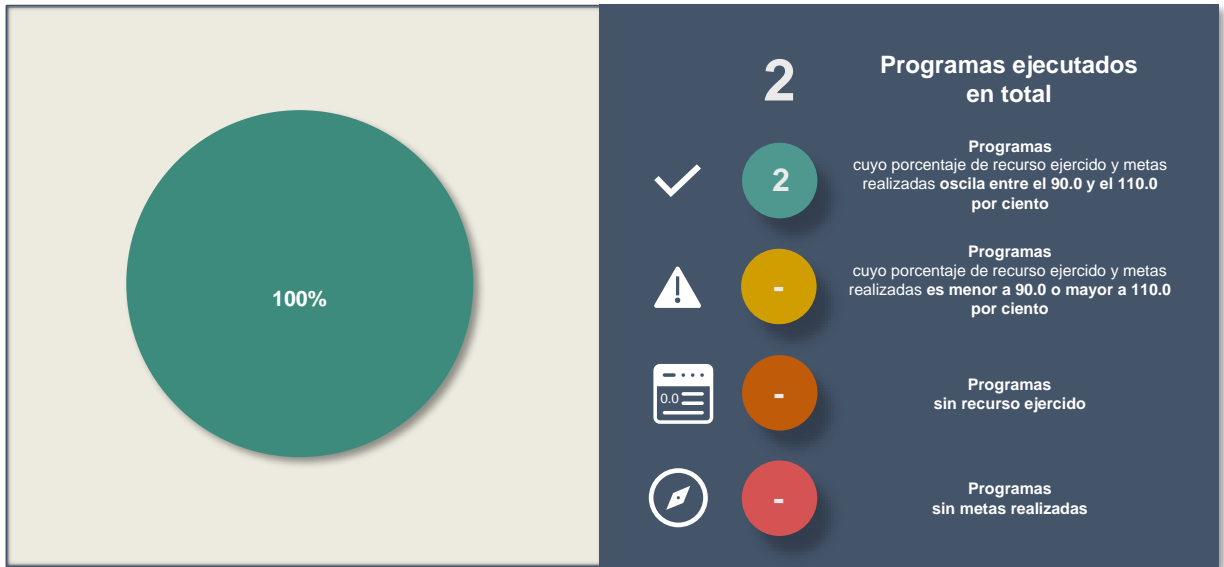 100%
2
Programas ejecutados
en total
2
Programas
cuyo porcentaje de recurso ejercido y metas
realizadas oscila entre el 90.0 y el 110.0
por ciento
-
Programas
cuyo porcentaje de recurso ejercido y metas
realizadas es menor a 90.0 o mayor a 110.0
por ciento
0.0
-
Programas
sin recurso ejercido
-
Programas
sin metas realizadas